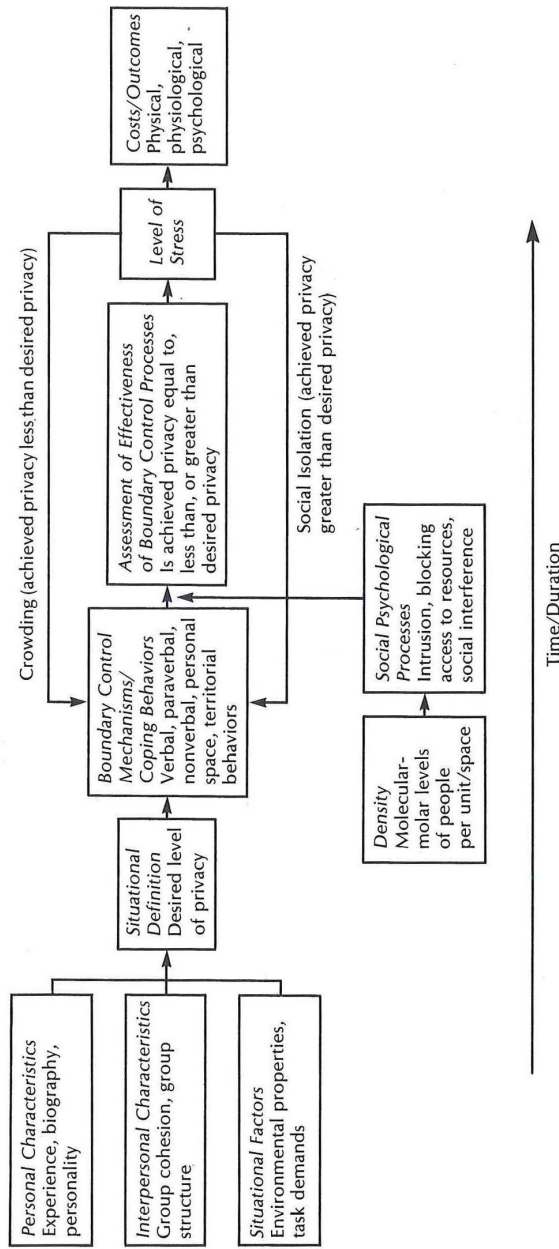 Personal Characteristics
Experience, biography,
personality
Interpersonal Characteristics
Group cohesion, group
structure
Situational Factors
Environmental properties,
task demands
Situational
Definition
Desired level
of privacy
Boundary Control
Mechanisms/
Coping Behaviors
Verbal, paraverbal,
nonverbal, personal
space, territorial
behaviors
Crowding (achieved privacy less than desired privacy)
Assessment of Effectiveness
of Boundary Control Processes
Is achieved privacy equal to,
less than, or greater than
desired privacy
Level of
Stress
Costs/Outcomes
Physical,
physiological,
psychological
Social Isolation (achieved privacy
greater than desired privacy)
Density
Molecular-
molar levels
of people
per unit/space
Social Psychological
Processes
Intrusion, blocking
access to resources,
social interference
Time/Duration